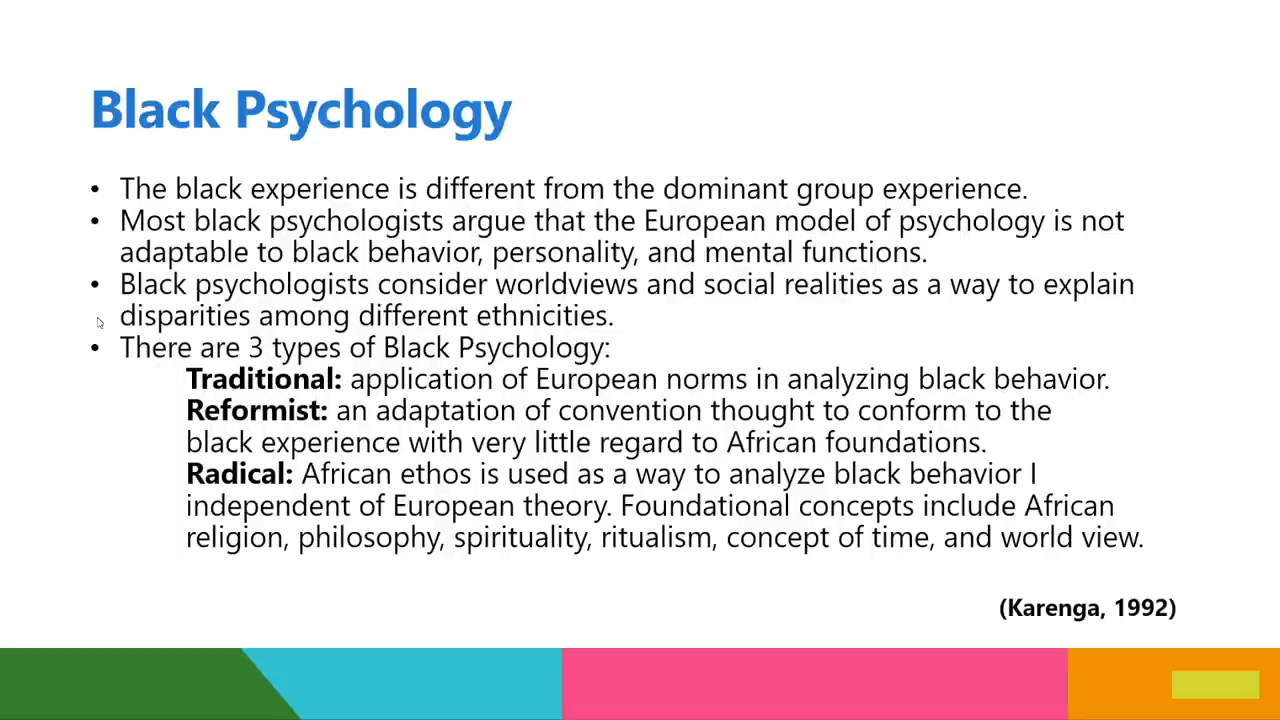 Black Psychology
• The black experience is different from the dominant group experience.
• Most black psychologists argue that the European model of psychology is not
adaptable to black behavior, personality, and mental functions.
• Black psychologists consider worldviews and social realities as a way to explain
disparities among different ethnicities.
• There are 3 types of Black Psychology:
Traditional: application of European norms in analyzing black behavior.
Reformist: an adaptation of convention thought to conform to the
black experience with very little regard to African foundations.
Radical: African ethos is used as a way to analyze black behavior I
independent of European theory. Foundational concepts include African
religion, philosophy, spirituality, ritualism, concept of time, and world view.
(Karenga, 1992)